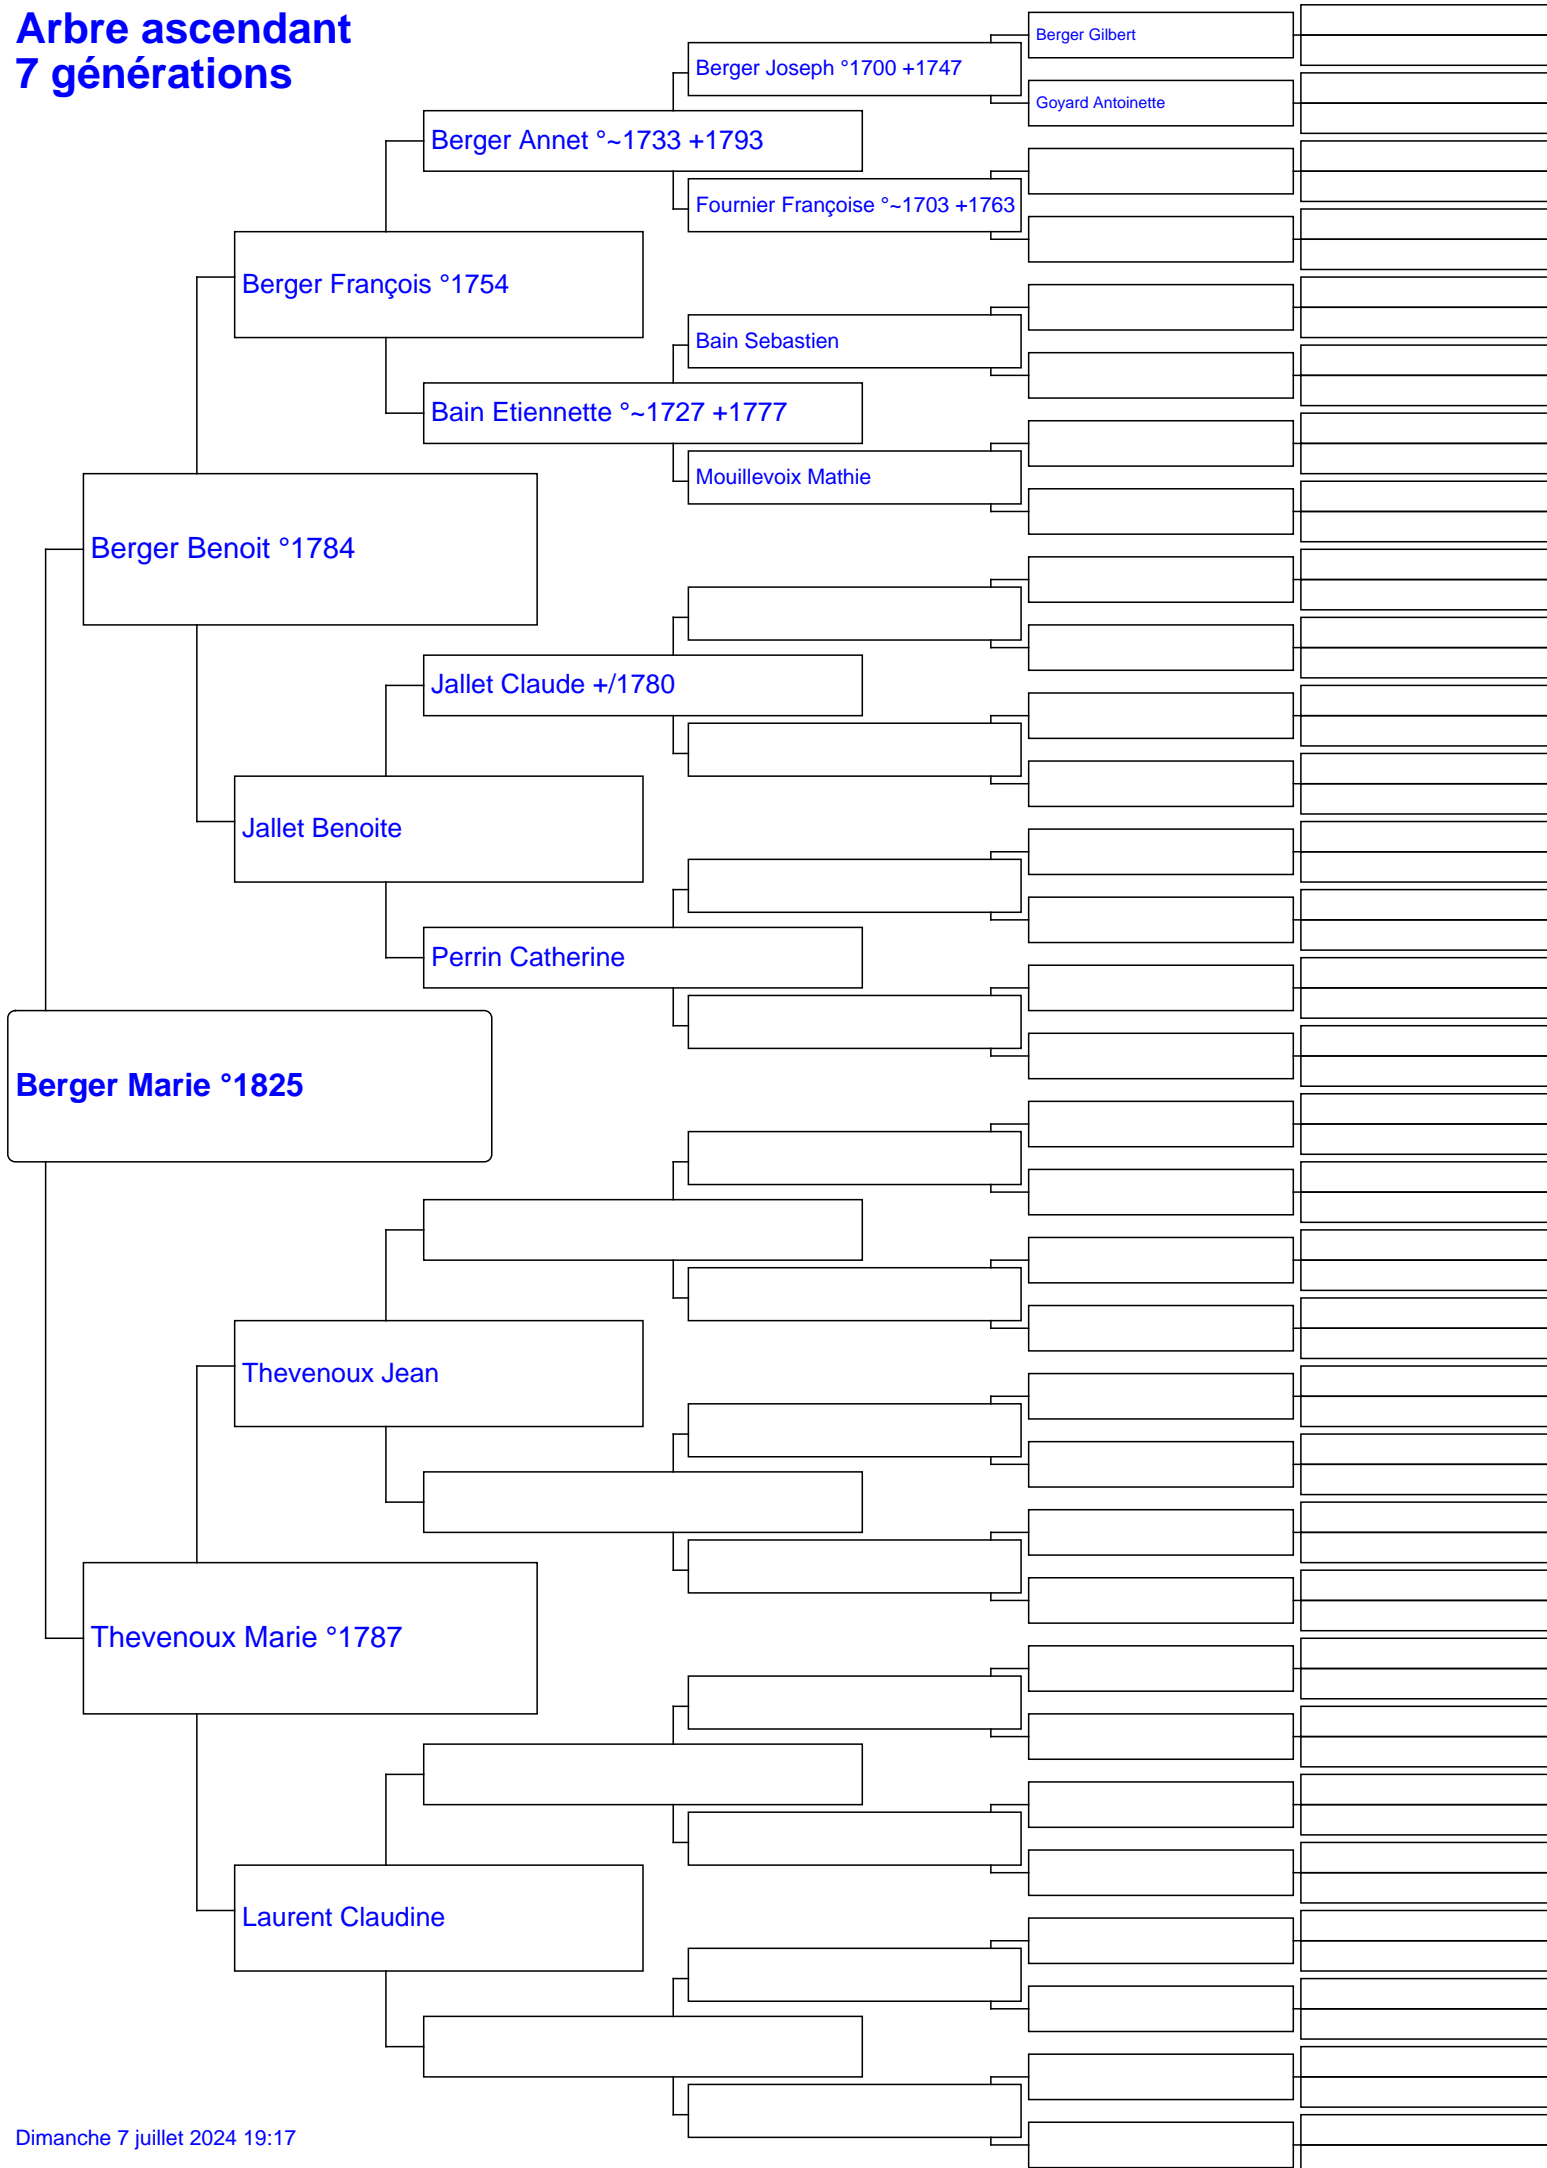 Arbre ascendant
7 générations
Berger Gilbert
Berger Joseph °1700 +1747
Goyard Antoinette
Berger Annet °~1733 +1793
Fournier Françoise °~1703 +1763
Berger François °1754
Bain Sebastien
Bain Etiennette °~1727 +1777
Mouillevoix Mathie
Berger Benoit °1784
Jallet Claude +/1780
Jallet Benoite
Perrin Catherine
Berger Marie °1825
Thevenoux Jean
Thevenoux Marie °1787
Laurent Claudine
Dimanche 7 juillet 2024 19:17